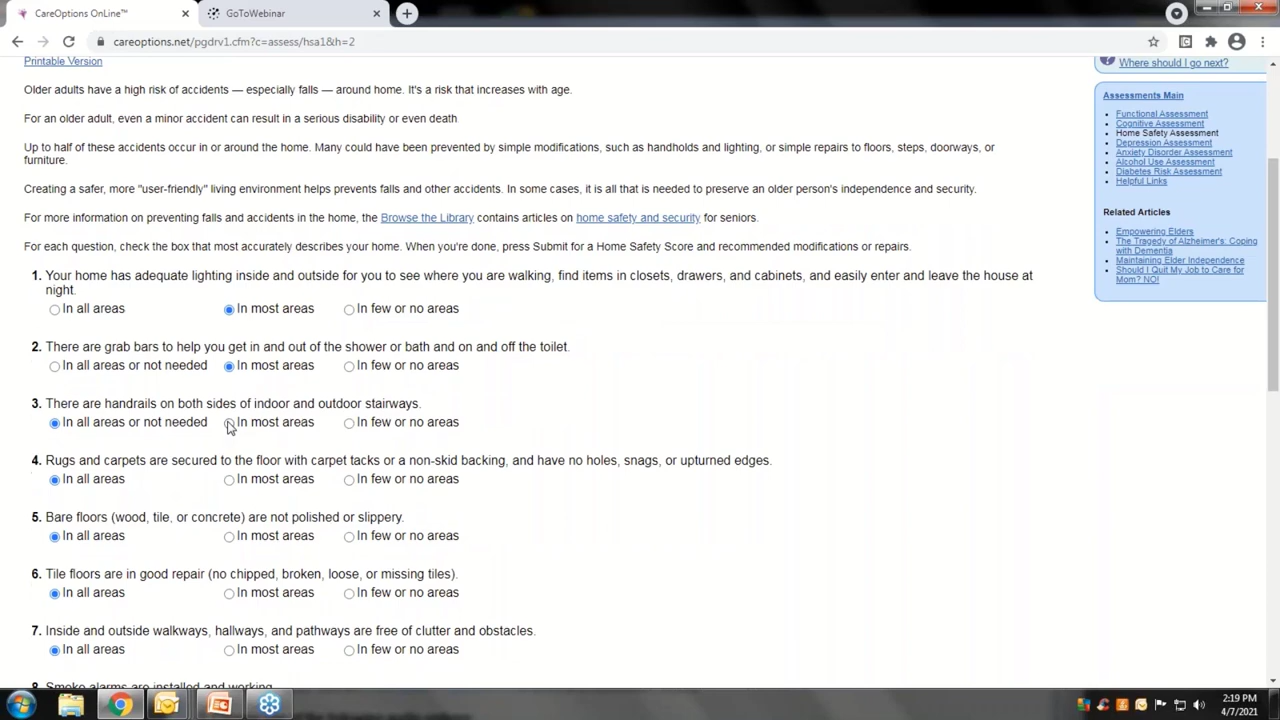 CareOptions OnLine™
GoToWebinar
careoptions.net/pgdrv1.cfm?c=assess/hsa1&h=2
Printable Version
Where should I go next?
Older adults have a high risk of accidents — especially falls — around home. It's a risk that increases with age.
For an older adult, even a minor accident can result in a serious disability or even death
Up to half of these accidents occur in or around the home. Many could have been prevented by simple modifications, such as handholds and lighting, or simple repairs to floors, steps, doorways, or
furniture.
Creating a safer, more "user-friendly" living environment helps prevents falls and other accidents. In some cases, it is all that is needed to preserve an older person's independence and security.
For more information on preventing falls and accidents in the home, the Browse the Library contains articles on home safety and security for seniors.
For each question, check the box that most accurately describes your home. When you're done, press Submit for a Home Safety Score and recommended modifications or repairs.
1. Your home has adequate lighting inside and outside for you to see where you are walking, find items in closets, drawers, and cabinets, and easily enter and leave the house at
night.
In all areas In most areas In few or no areas
2. There are grab bars to help you get in and out of the shower or bath and on and off the toilet.
In all areas or not needed In most areas In few or no areas
3. There are handrails on both sides of indoor and outdoor stairways.
In all areas or not needed In most areas In few or no areas
4. Rugs and carpets are secured to the floor with carpet tacks or a non-skid backing, and have no holes, snags, or upturned edges.
In all areas In most areas In few or no areas
5. Bare floors (wood, tile, or concrete) are not polished or slippery.
In all areas In most areas In few or no areas
6. Tile floors are in good repair (no chipped, broken, loose, or missing tiles).
In all areas In most areas In few or no areas
7. Inside and outside walkways, hallways, and pathways are free of clutter and obstacles.
In all areas In most areas In few or no areas
8. Smoke alarms are installed and working.
Assessments Main
Functional Assessment
Cognitive Assessment
Home Safety Assessment
Depression Assessment
Anxiety Disorder Assessment
Alcohol Use Assessment
Diabetes Risk Assessment
Helpful Links
Related Articles
Empowering Elders
The Tragedy of Alzheimer's: Coping
with Dementia
Maintaining Elder Independence
Should I Quit My Job to Care for
Mom? NO!
2:19 PM
4/7/2021